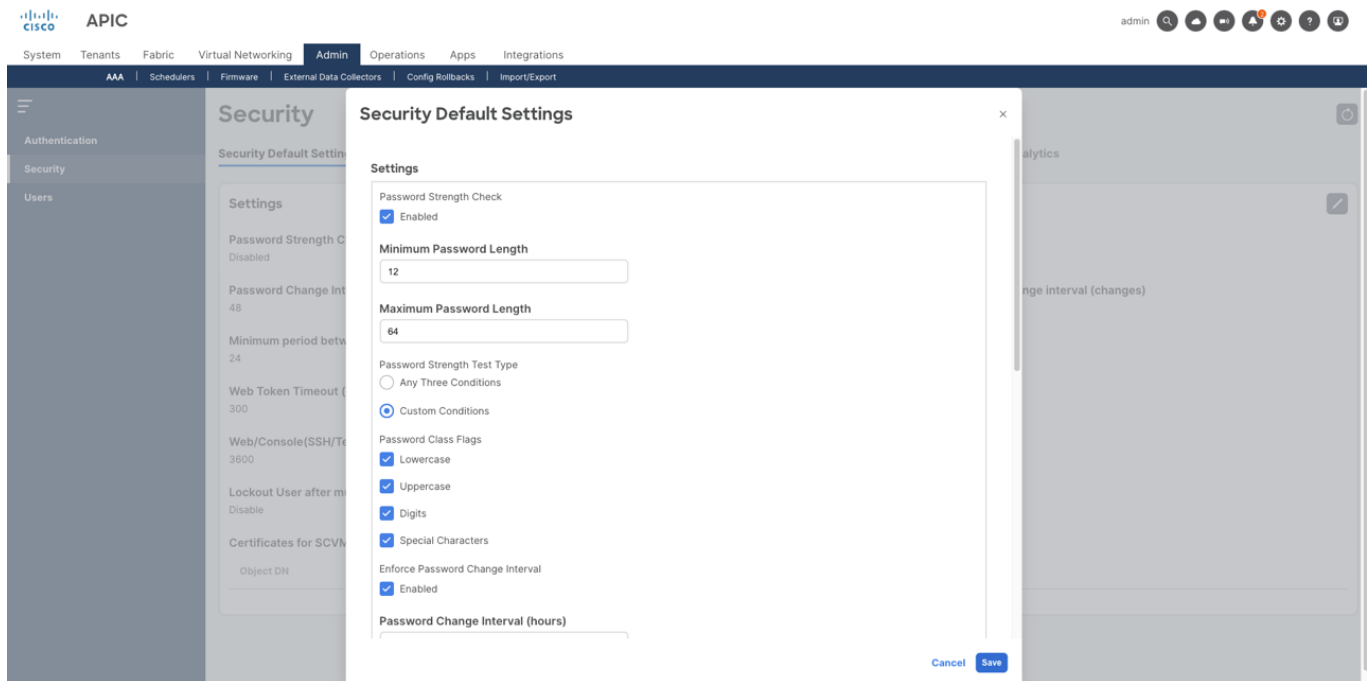 CISCO APIC
admin
2
System Tenants Fabric Virtual Networking Admin Operations Apps Integrations
AAA | Schedulers | Firmware | External Data Collectors | Config Rollbacks | Import/Export
Authentication
Security
Users
Security
Security Default Settin
alytics
Settings
Password Strength C
Disabled
Password Change Int
48
nge interval (changes)
Minimum period betw
24
Web Token Timeout (
300
Web/Console(SSH/Te
3600
Lockout User after m
Disable
Certificates for SCVM
Object DN
Security Default Settings
Settings
Password Strength Check
Enabled
Minimum Password Length
12
Maximum Password Length
64
Password Strength Test Type
Any Three Conditions
Custom Conditions
Password Class Flags
Lowercase
Uppercase
Digits
Special Characters
Enforce Password Change Interval
Enabled
Password Change Interval (hours)
Cancel Save